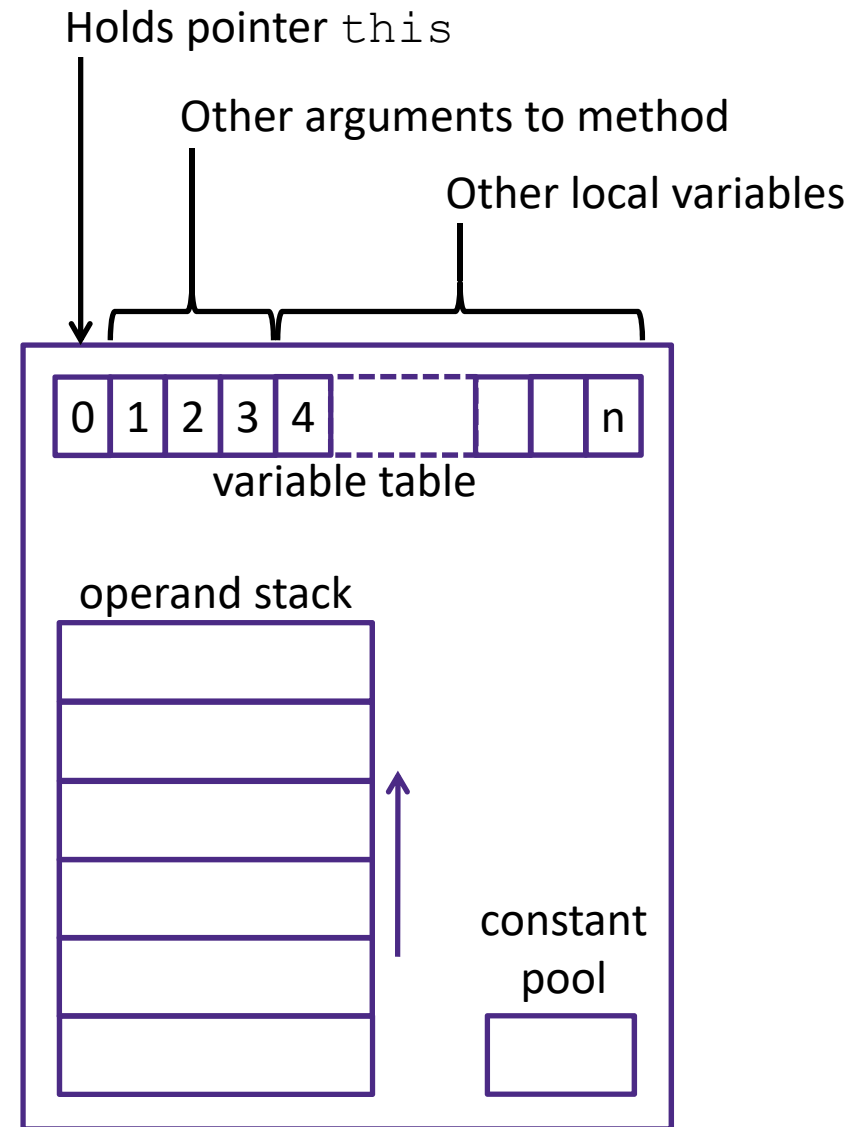 Holds pointer this
Other arguments to method
Other local variables
0 1 2 3 4 n
variable table
operand stack
constant
pool